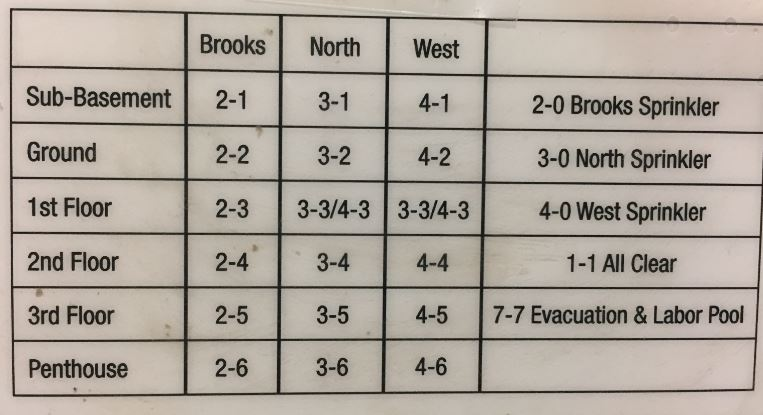 Brooks North West
Sub-Basement 2-1 3-1 4-1 2-0 Brooks Sprinkler
Ground 2-2 3-2 4-2 3-0 North Sprinkler
1st Floor 2-3 3-3/4-3 3-3/4-3 4-0 West Sprinkler
2nd Floor 2-4 3-4 4-4 1-1 All Clear
3rd Floor 2-5 3-5 4-5 7-7 Evacuation & Labor Pool
Penthouse 2-6 3-6 4-6